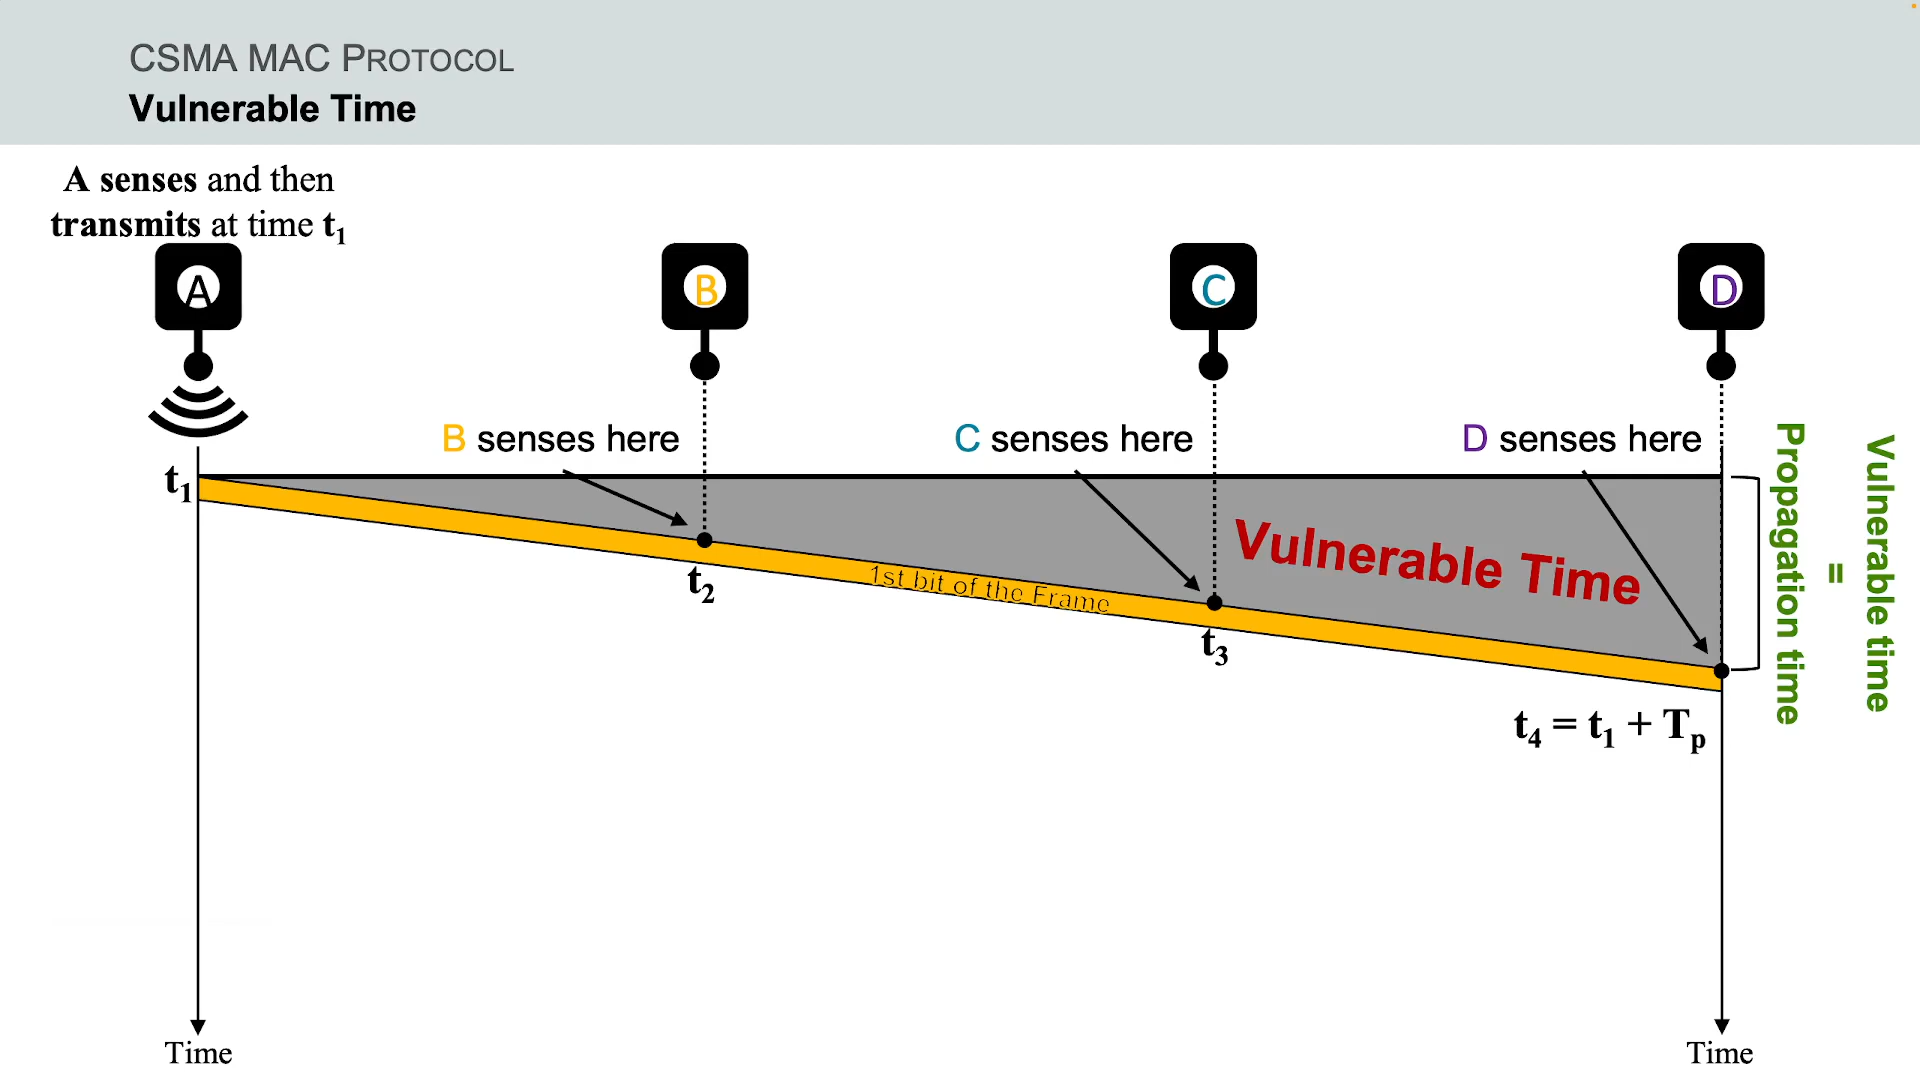 CSMA MAC PROTOCOL
Vulnerable Time
A senses and then
transmits at time t1
A
B
C
D
B senses here
C senses here
D senses here
t1
Vulnerable Time
1st bit of the Frame
t2
t3
t4 = t1 + Tp
Propagation time
=
Vulnerable time
Time
Time